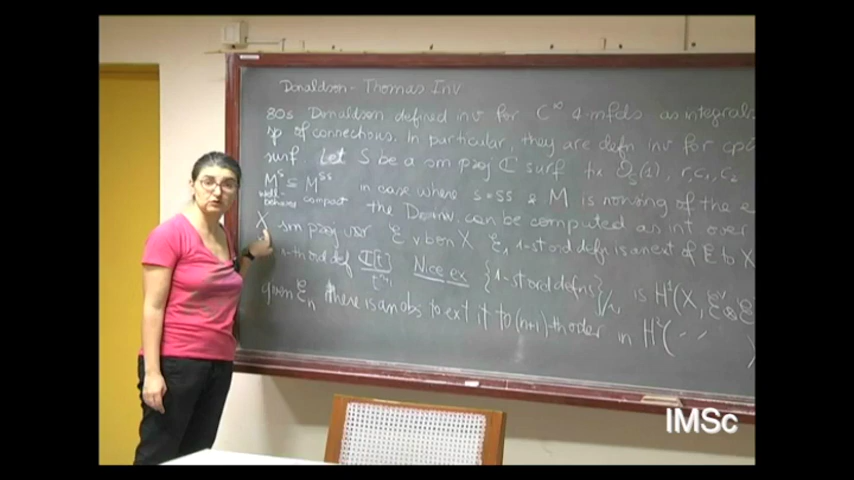 Donaldson - Thomas Inv
80s Donaldson defined inv for C^∞ 4-mfds as integrals
sp of connections. In particular, they are defn inv for
surf. Let S be a sm proj ℂ surf fix O_S(1), r, c₁, c₂
M^s ⊆ M^ss in case where s=ss & M is nonsing of the e
well-behaved compact the Do inv. can be computed as int over
X sm proj var E v b on X E₁ 1-st ord defn is an ext of E to X
n-th ord def ℂ[t]/t^n+1 Nice ex {1-st ord defns}/~ is H¹(X, E^v⊗E
given E_n there is an obs to ext it to (n+1)-th order in H²( - -
IMSc